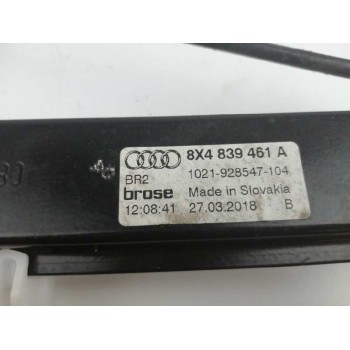 8X4 839 461 A
BR2 1021-928547-104
brose Made in Slovakia
12:08:41 27.03.2018 B